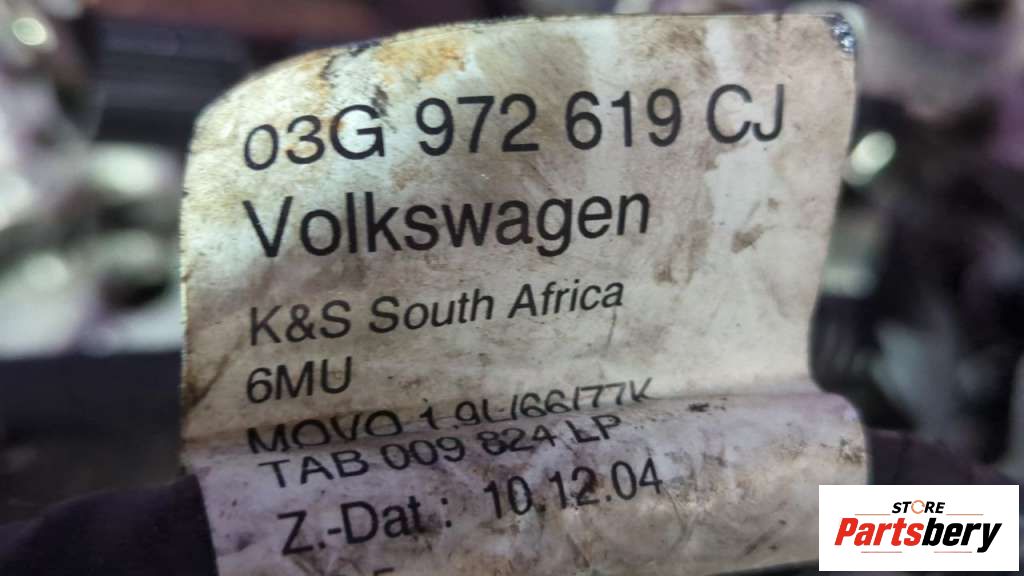 03G 972 619 CJ
Volkswagen
K&S South Africa
6MU
MOVO 1.9L/66/77K
TAB 009 824 LP
Z.-Dat : 10.12.04
STORE
Partsbery